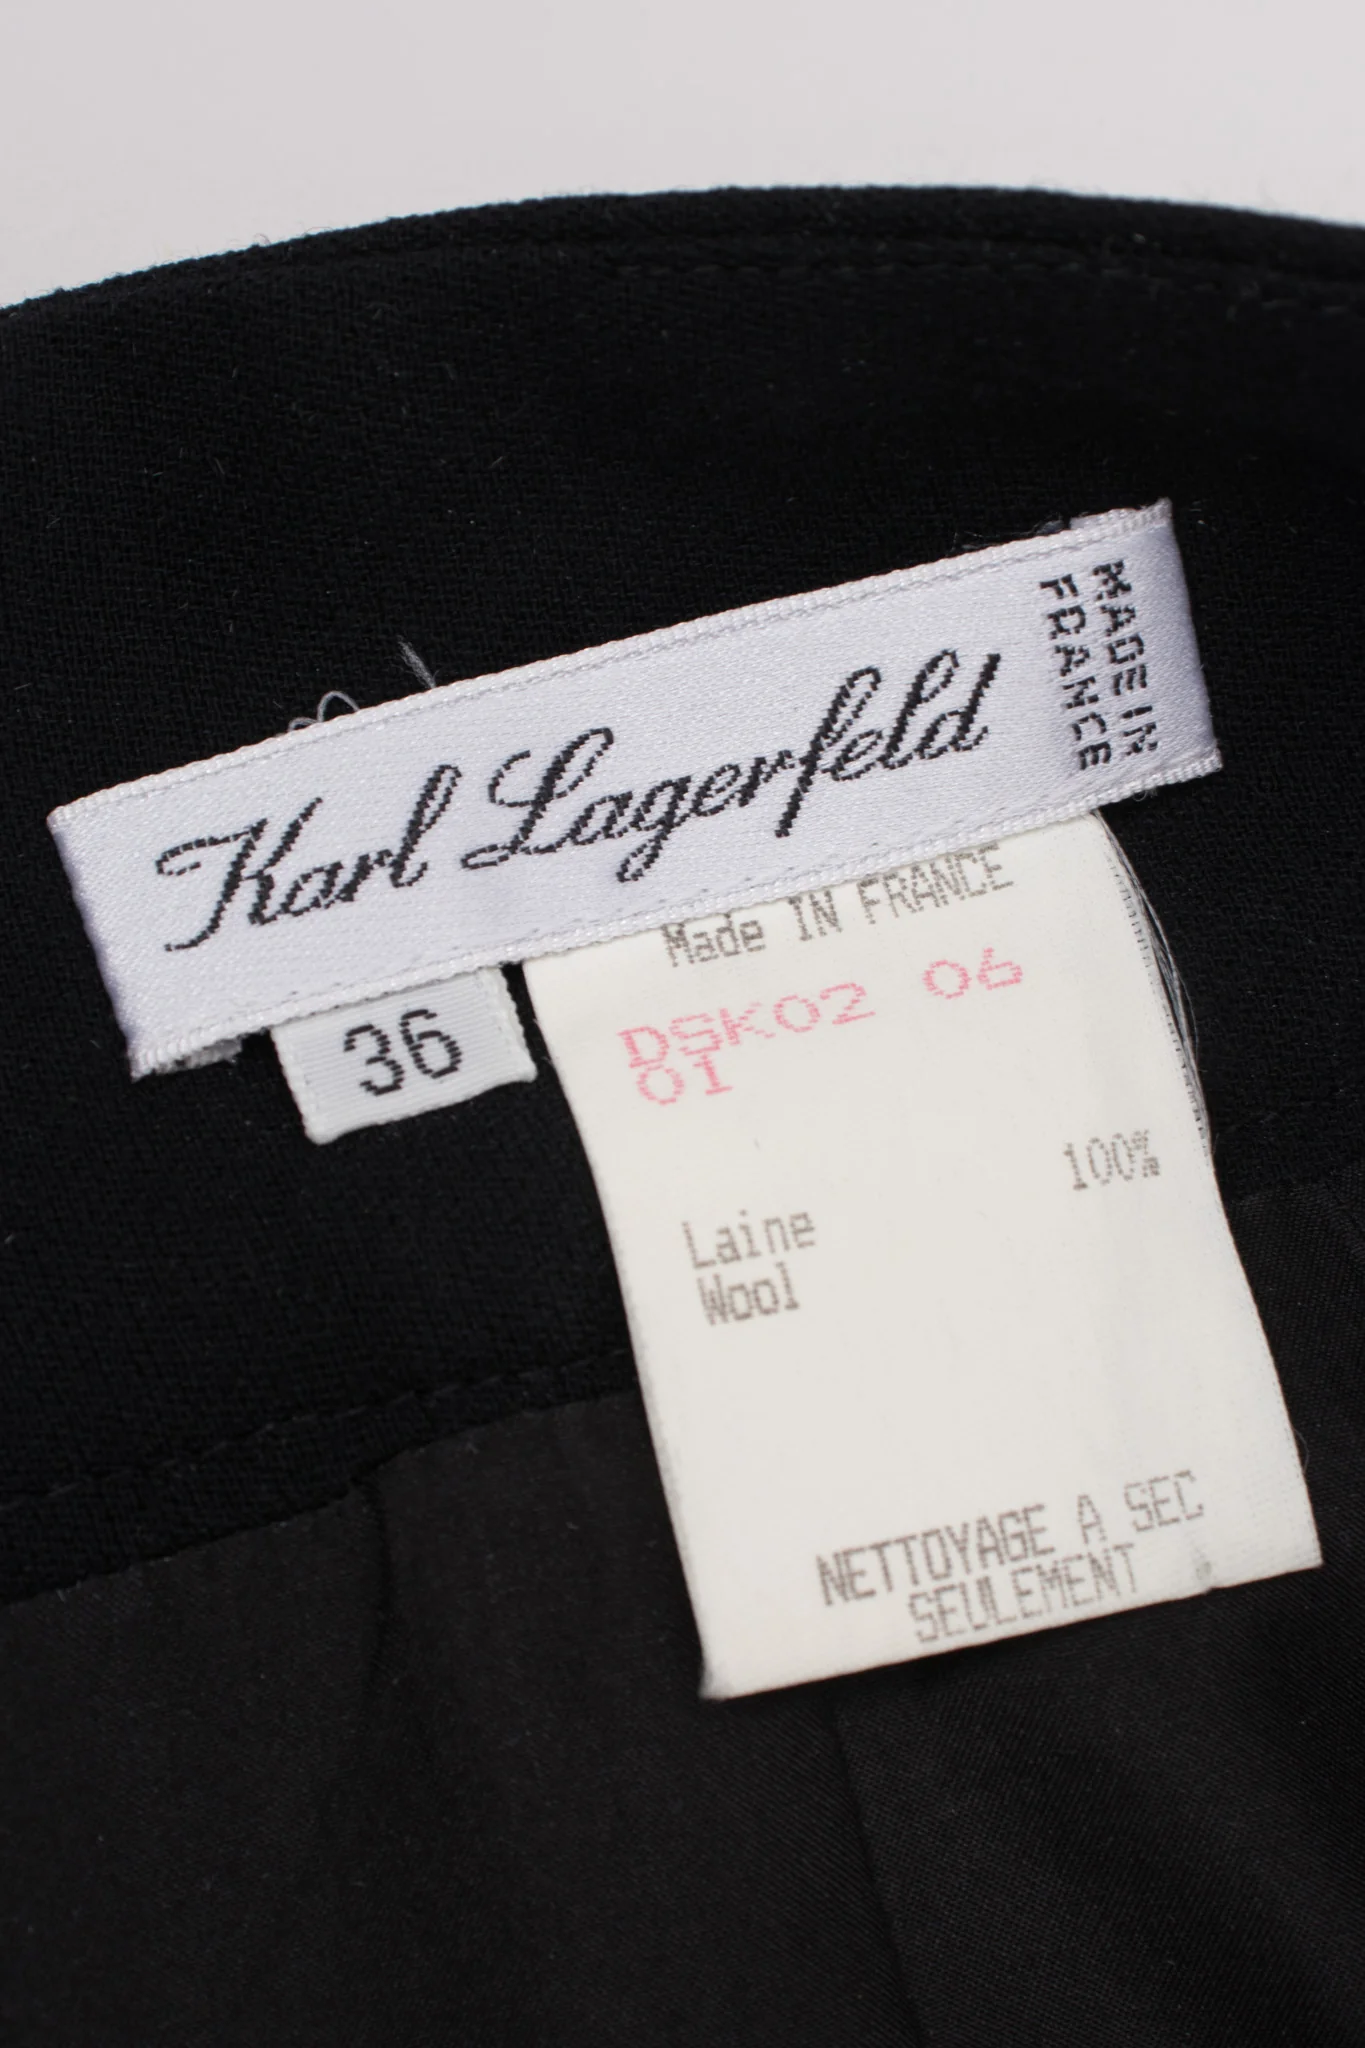 Karl Lagerfeld
MADE IN
FRANCE
36
Made IN FRANCE
DSK02 06
01
100%
Laine
Wool
NETTOYAGE A SEC
SEULEMENT